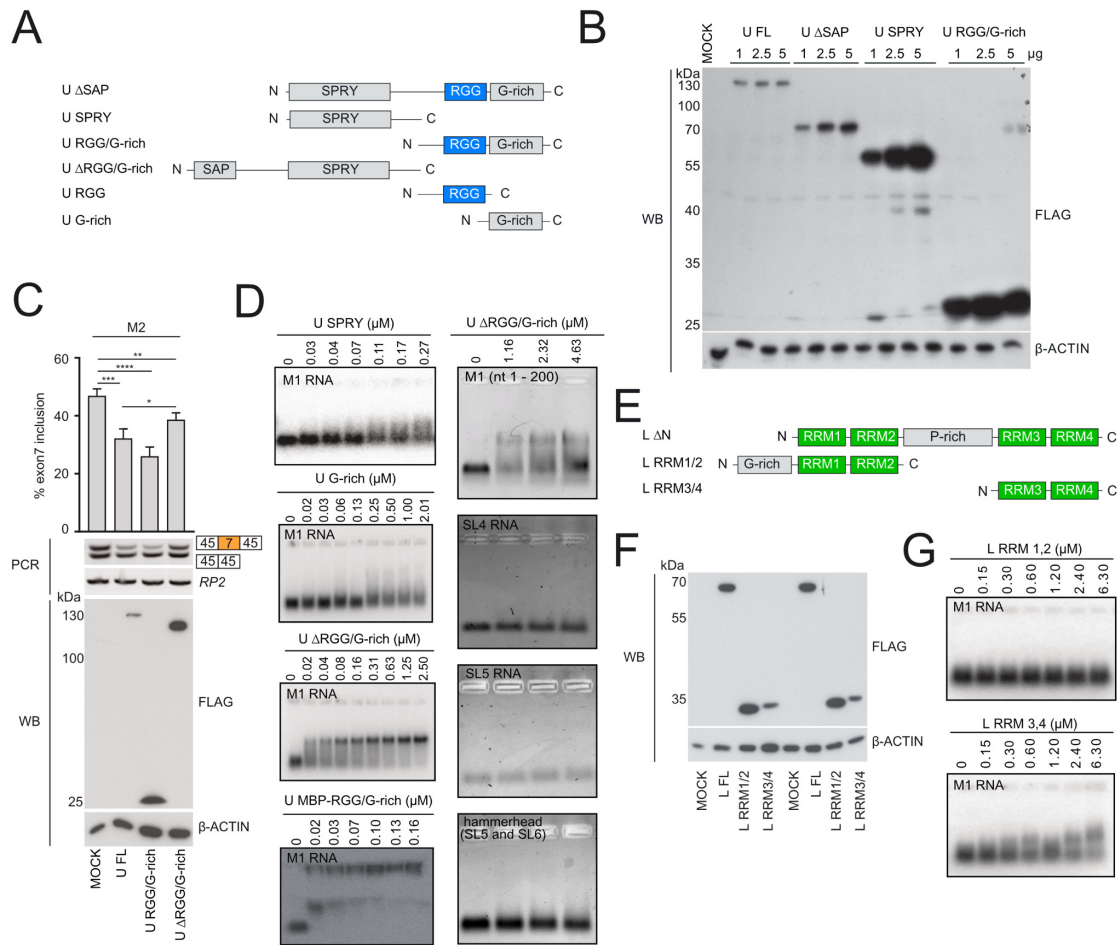 A
U ΔSAP N SPRY RGG G-rich C
U SPRY N SPRY C
U RGG/G-rich N RGG G-rich C
U ΔRGG/G-rich N SAP SPRY C
U RGG N RGG C
U G-rich N G-rich C
B
MOCK U FL U ΔSAP U SPRY U RGG/G-rich
1 2.5 5 1 2.5 5 1 2.5 5 1 2.5 5 µg
kDa
130
100
70
55
40
35
25
WB
FLAG
β-ACTIN
C
M2
**
****
***
*
% exon7 inclusion
60
40
20
0
PCR
45 7 45
45 45
RP2
kDa
130
100
25
WB
FLAG
β-ACTIN
MOCK
U FL
U RGG/G-rich
U ΔRGG/G-rich
D
U SPRY (µM)
0 0.03 0.04 0.07 0.11 0.17 0.27
M1 RNA
U G-rich (µM)
0 0.02 0.03 0.06 0.13 0.25 0.50 1.00 2.01
M1 RNA
U ΔRGG/G-rich (µM)
0 0.02 0.04 0.08 0.16 0.31 0.63 1.25 2.50
M1 RNA
U MBP-RGG/G-rich (µM)
0 0.02 0.03 0.07 0.10 0.13 0.16
M1 RNA
U ΔRGG/G-rich (µM)
0 1.16 2.32 4.63
M1 (nt 1 - 200)
SL4 RNA
SL5 RNA
hammerhead
(SL5 and SL6)
E
L ΔN N RRM1 RRM2 P-rich RRM3 RRM4 C
L RRM1/2 N G-rich RRM1 RRM2 C
L RRM3/4 N RRM3 RRM4 C
F
kDa
70
55
35
WB
FLAG
β-ACTIN
MOCK
L FL
L RRM1/2
L RRM3/4
MOCK
L FL
L RRM1/2
L RRM3/4
G
L RRM 1,2 (µM)
0 0.15 0.30 0.60 1.20 2.40 6.30
M1 RNA
L RRM 3,4 (µM)
0 0.15 0.30 0.60 1.20 2.40 6.30
M1 RNA